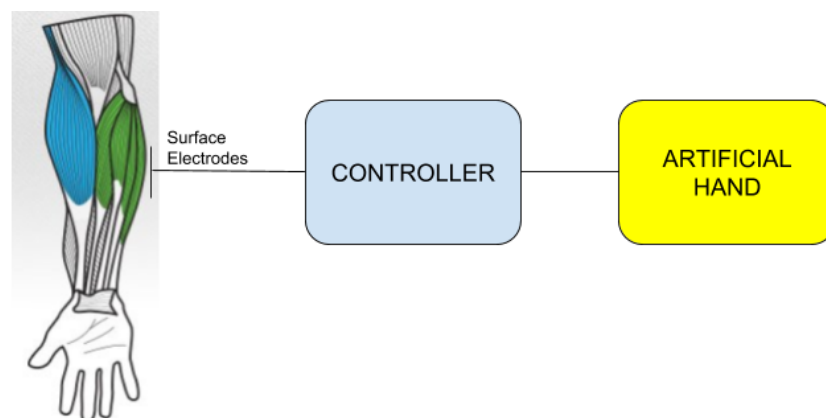 Surface
Electrodes
CONTROLLER
ARTIFICIAL
HAND